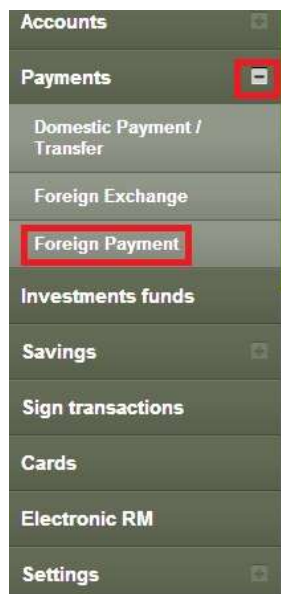 Accounts
Payments
Domestic Payment /
Transfer
Foreign Exchange
Foreign Payment
Investments funds
Savings
Sign transactions
Cards
Electronic RM
Settings